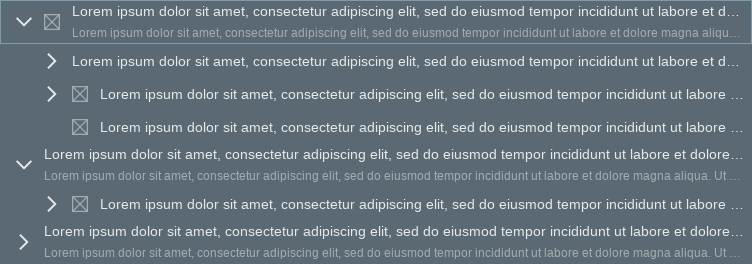 Lorem ipsum dolor sit amet, consectetur adipiscing elit, sed do eiusmod tempor incididunt ut labore et d…
Lorem ipsum dolor sit amet, consectetur adipiscing elit, sed do eiusmod tempor incididunt ut labore et dolore magna aliqu…
Lorem ipsum dolor sit amet, consectetur adipiscing elit, sed do eiusmod tempor incididunt ut labore et d…
Lorem ipsum dolor sit amet, consectetur adipiscing elit, sed do eiusmod tempor incididunt ut labore …
Lorem ipsum dolor sit amet, consectetur adipiscing elit, sed do eiusmod tempor incididunt ut labore …
Lorem ipsum dolor sit amet, consectetur adipiscing elit, sed do eiusmod tempor incididunt ut labore et dolore…
Lorem ipsum dolor sit amet, consectetur adipiscing elit, sed do eiusmod tempor incididunt ut labore et dolore magna aliqua. Ut …
Lorem ipsum dolor sit amet, consectetur adipiscing elit, sed do eiusmod tempor incididunt ut labore …
Lorem ipsum dolor sit amet, consectetur adipiscing elit, sed do eiusmod tempor incididunt ut labore et dolore…
Lorem ipsum dolor sit amet, consectetur adipiscing elit, sed do eiusmod tempor incididunt ut labore et dolore magna aliqua. Ut …